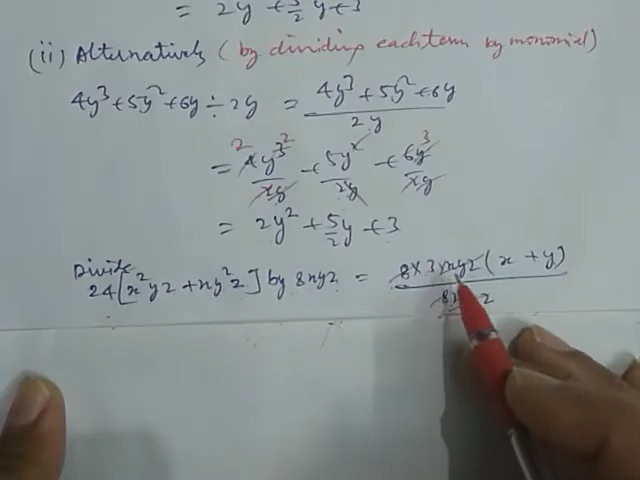 = 2y + 5/2 y + 3
(ii) Alternatively (by dividing each term by monomial)
4y³ + 5y² + 6y ÷ 2y = 4y³ + 5y² + 6y / 2y
= 4y³/2y + 5y²/2y + 6y/2y
2 2 3
= 2y² + 5/2 y + 3
Divide
24[x²yz + xy²z] by 8xyz = 8×3xyz(x + y) / 8x z